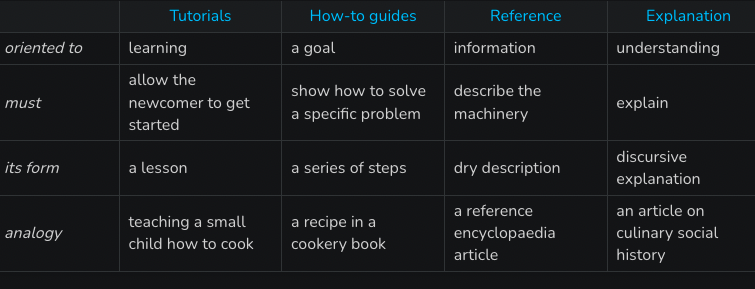 Tutorials How-to guides Reference Explanation
oriented to learning a goal information understanding
must allow the newcomer to get started show how to solve a specific problem describe the machinery explain
its form a lesson a series of steps dry description discursive explanation
analogy teaching a small child how to cook a recipe in a cookery book a reference encyclopaedia article an article on culinary social history